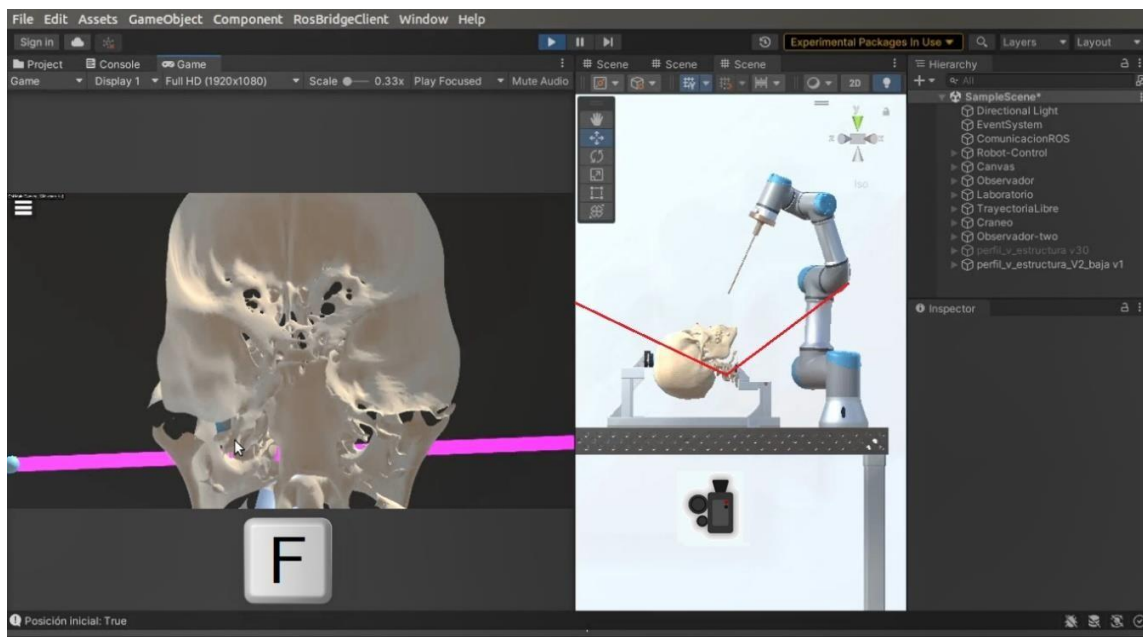 File Edit Assets GameObject Component RosBridgeClient Window Help
Sign in Experimental Packages In Use Layers Layout
Project Console Game Scene Scene Scene Hierarchy
Game Display 1 Full HD (1920x1080) Scale 0.33x Play Focused Mute Audio 2D All
SampleScene*
Directional Light
EventSystem
ComunicacionROS
Robot-Control
Canvas
Observador
Laboratorio
TrayectoriaLibre
Craneo
Observador-two
perfil_v_estructura v30
perfil_v_estructura_V2_baja v1
y
x
Iso
Inspector
F
Posición inicial: True